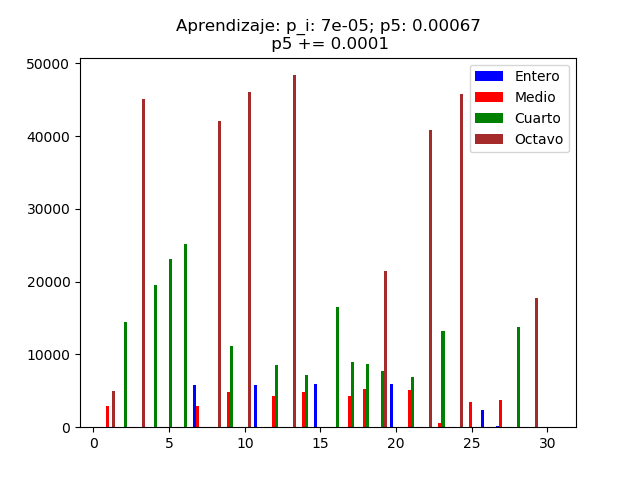 Aprendizaje: p_i: 7e-05; p5: 0.00067
p5 += 0.0001
50000
40000
30000
20000
10000
0
Entero
Medio
Cuarto
Octavo
0 5 10 15 20 25 30